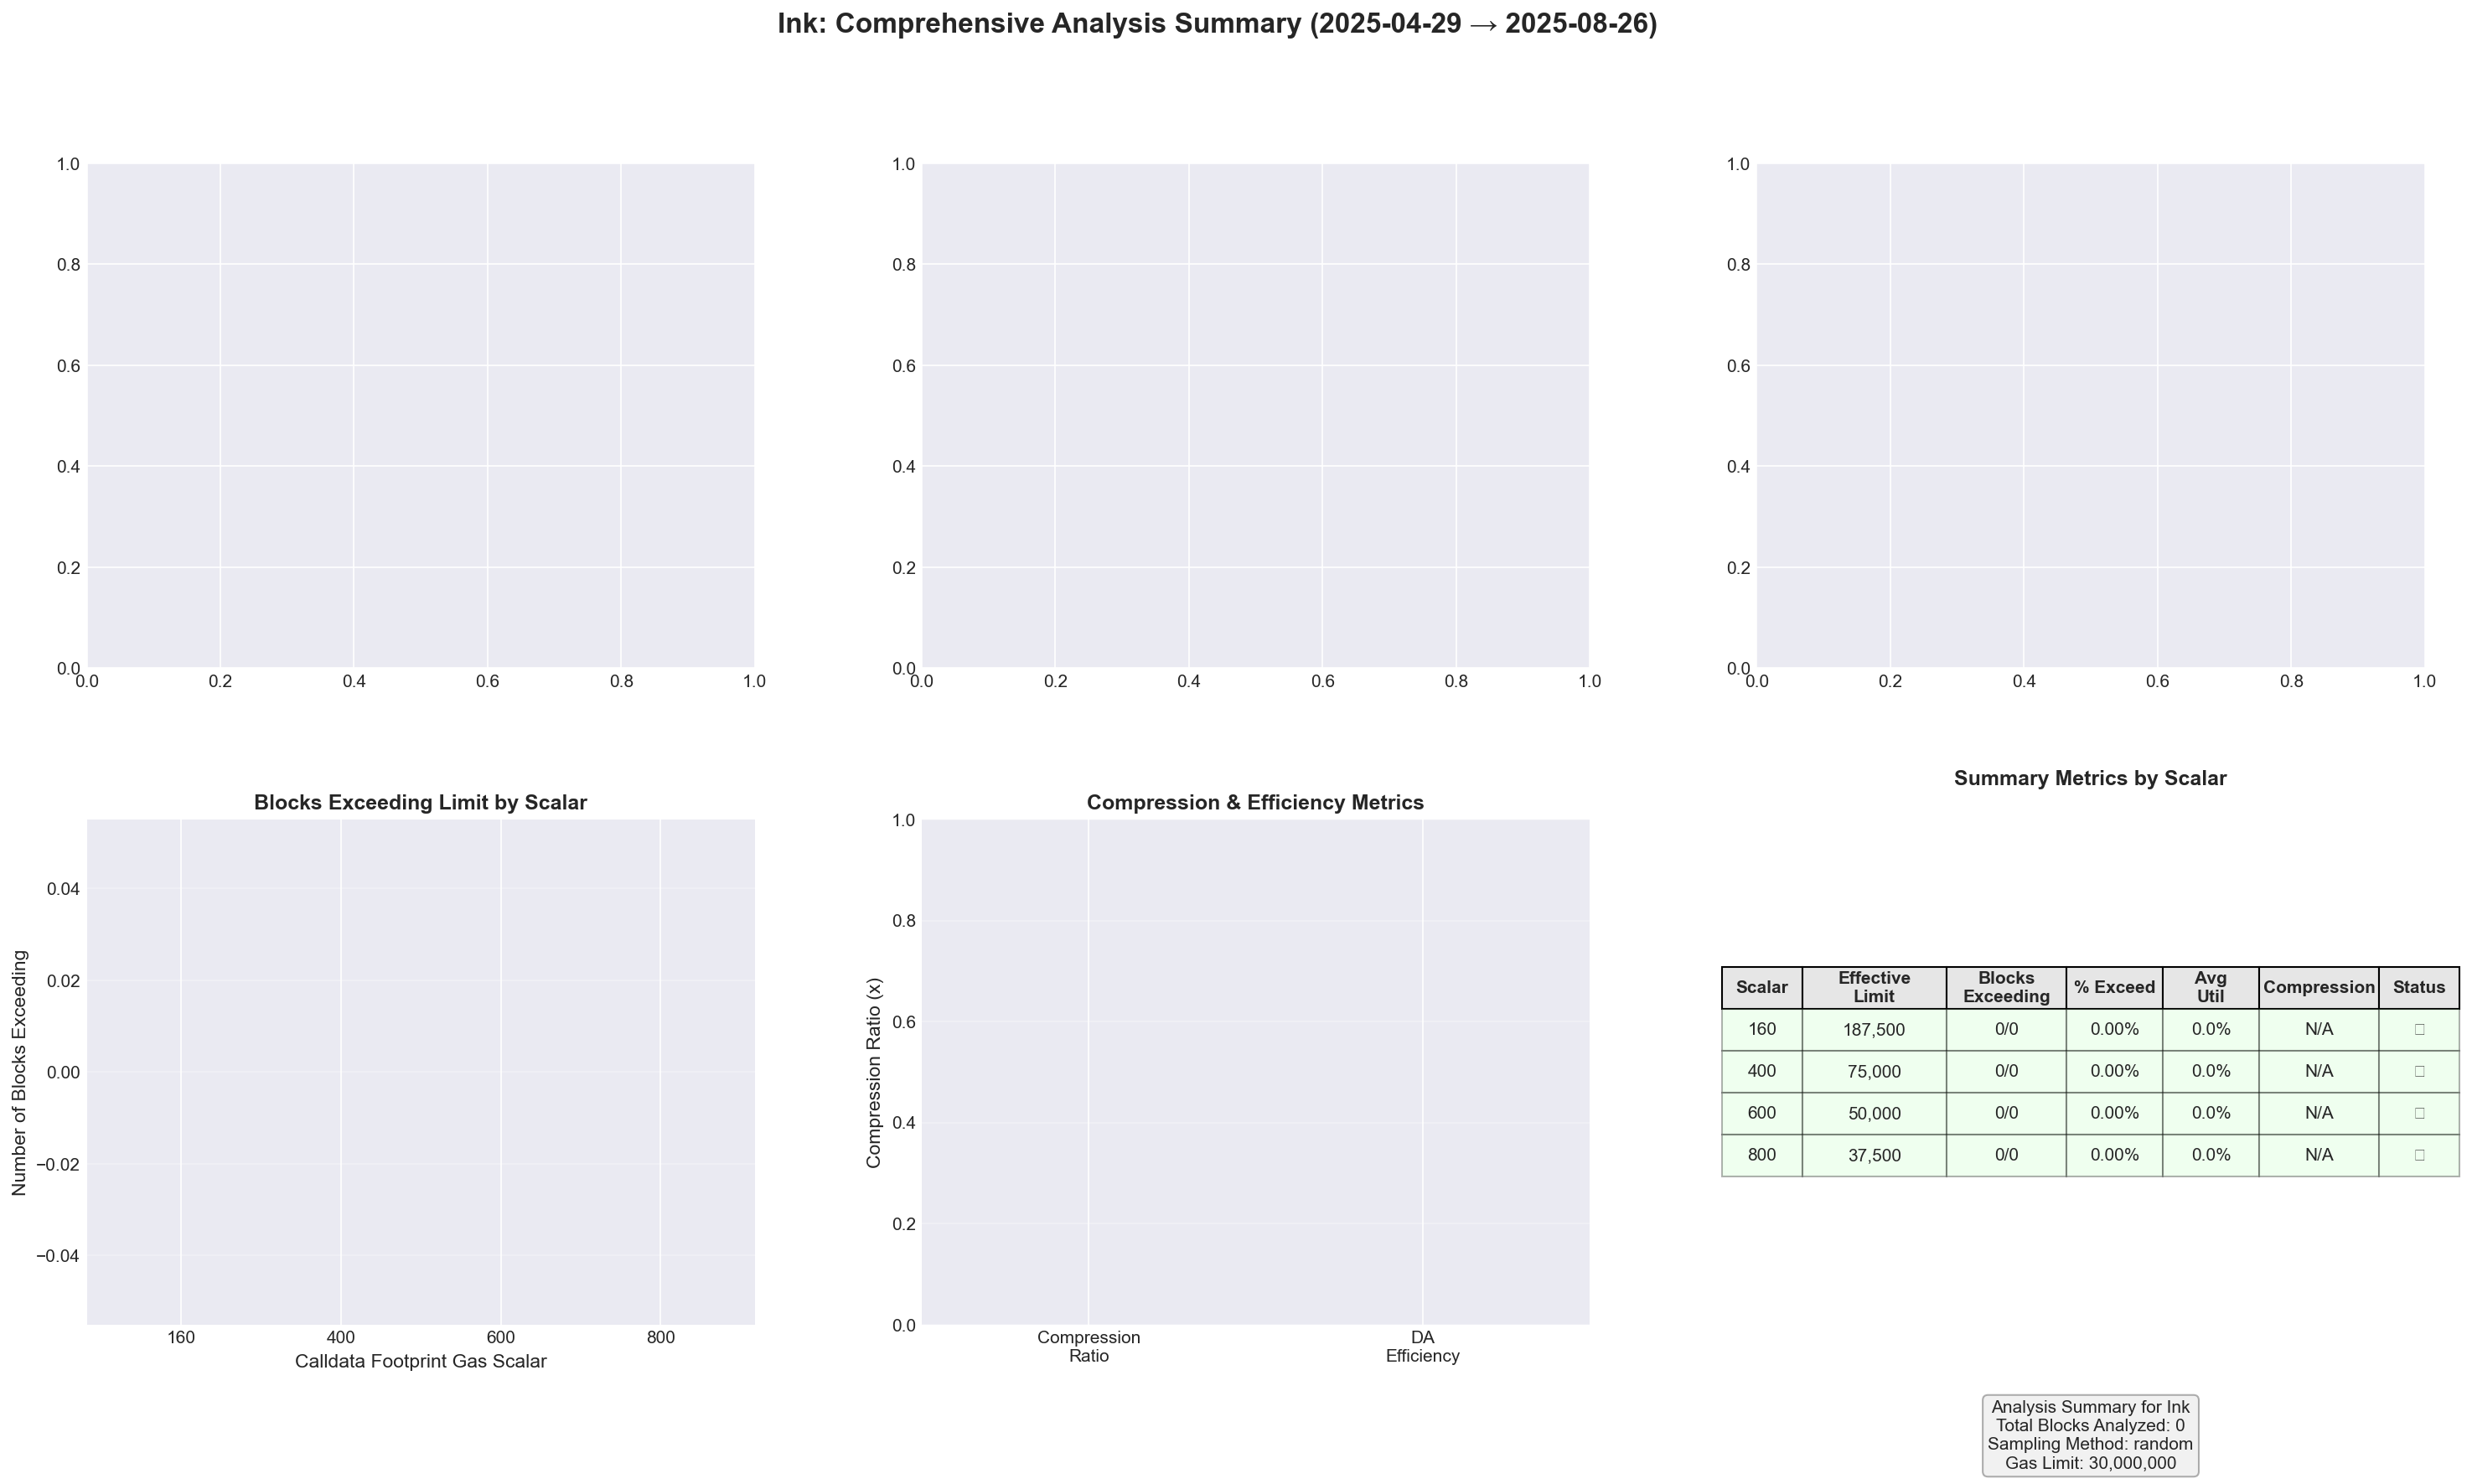 Ink: Comprehensive Analysis Summary (2025-04-29 → 2025-08-26)
1.0
0.8
0.6
0.4
0.2
0.0
0.0 0.2 0.4 0.6 0.8 1.0
1.0
0.8
0.6
0.4
0.2
0.0
0.0 0.2 0.4 0.6 0.8 1.0
1.0
0.8
0.6
0.4
0.2
0.0
0.0 0.2 0.4 0.6 0.8 1.0
Blocks Exceeding Limit by Scalar
Number of Blocks Exceeding
0.04
0.02
0.00
−0.02
−0.04
160 400 600 800
Calldata Footprint Gas Scalar
Compression & Efficiency Metrics
Compression Ratio (x)
1.0
0.8
0.6
0.4
0.2
0.0
Compression
Ratio
DA
Efficiency
Summary Metrics by Scalar
Scalar Effective Limit Blocks Exceeding % Exceed Avg Util Compression Status
160 187,500 0/0 0.00% 0.0% N/A
400 75,000 0/0 0.00% 0.0% N/A
600 50,000 0/0 0.00% 0.0% N/A
800 37,500 0/0 0.00% 0.0% N/A
Analysis Summary for Ink
Total Blocks Analyzed: 0
Sampling Method: random
Gas Limit: 30,000,000